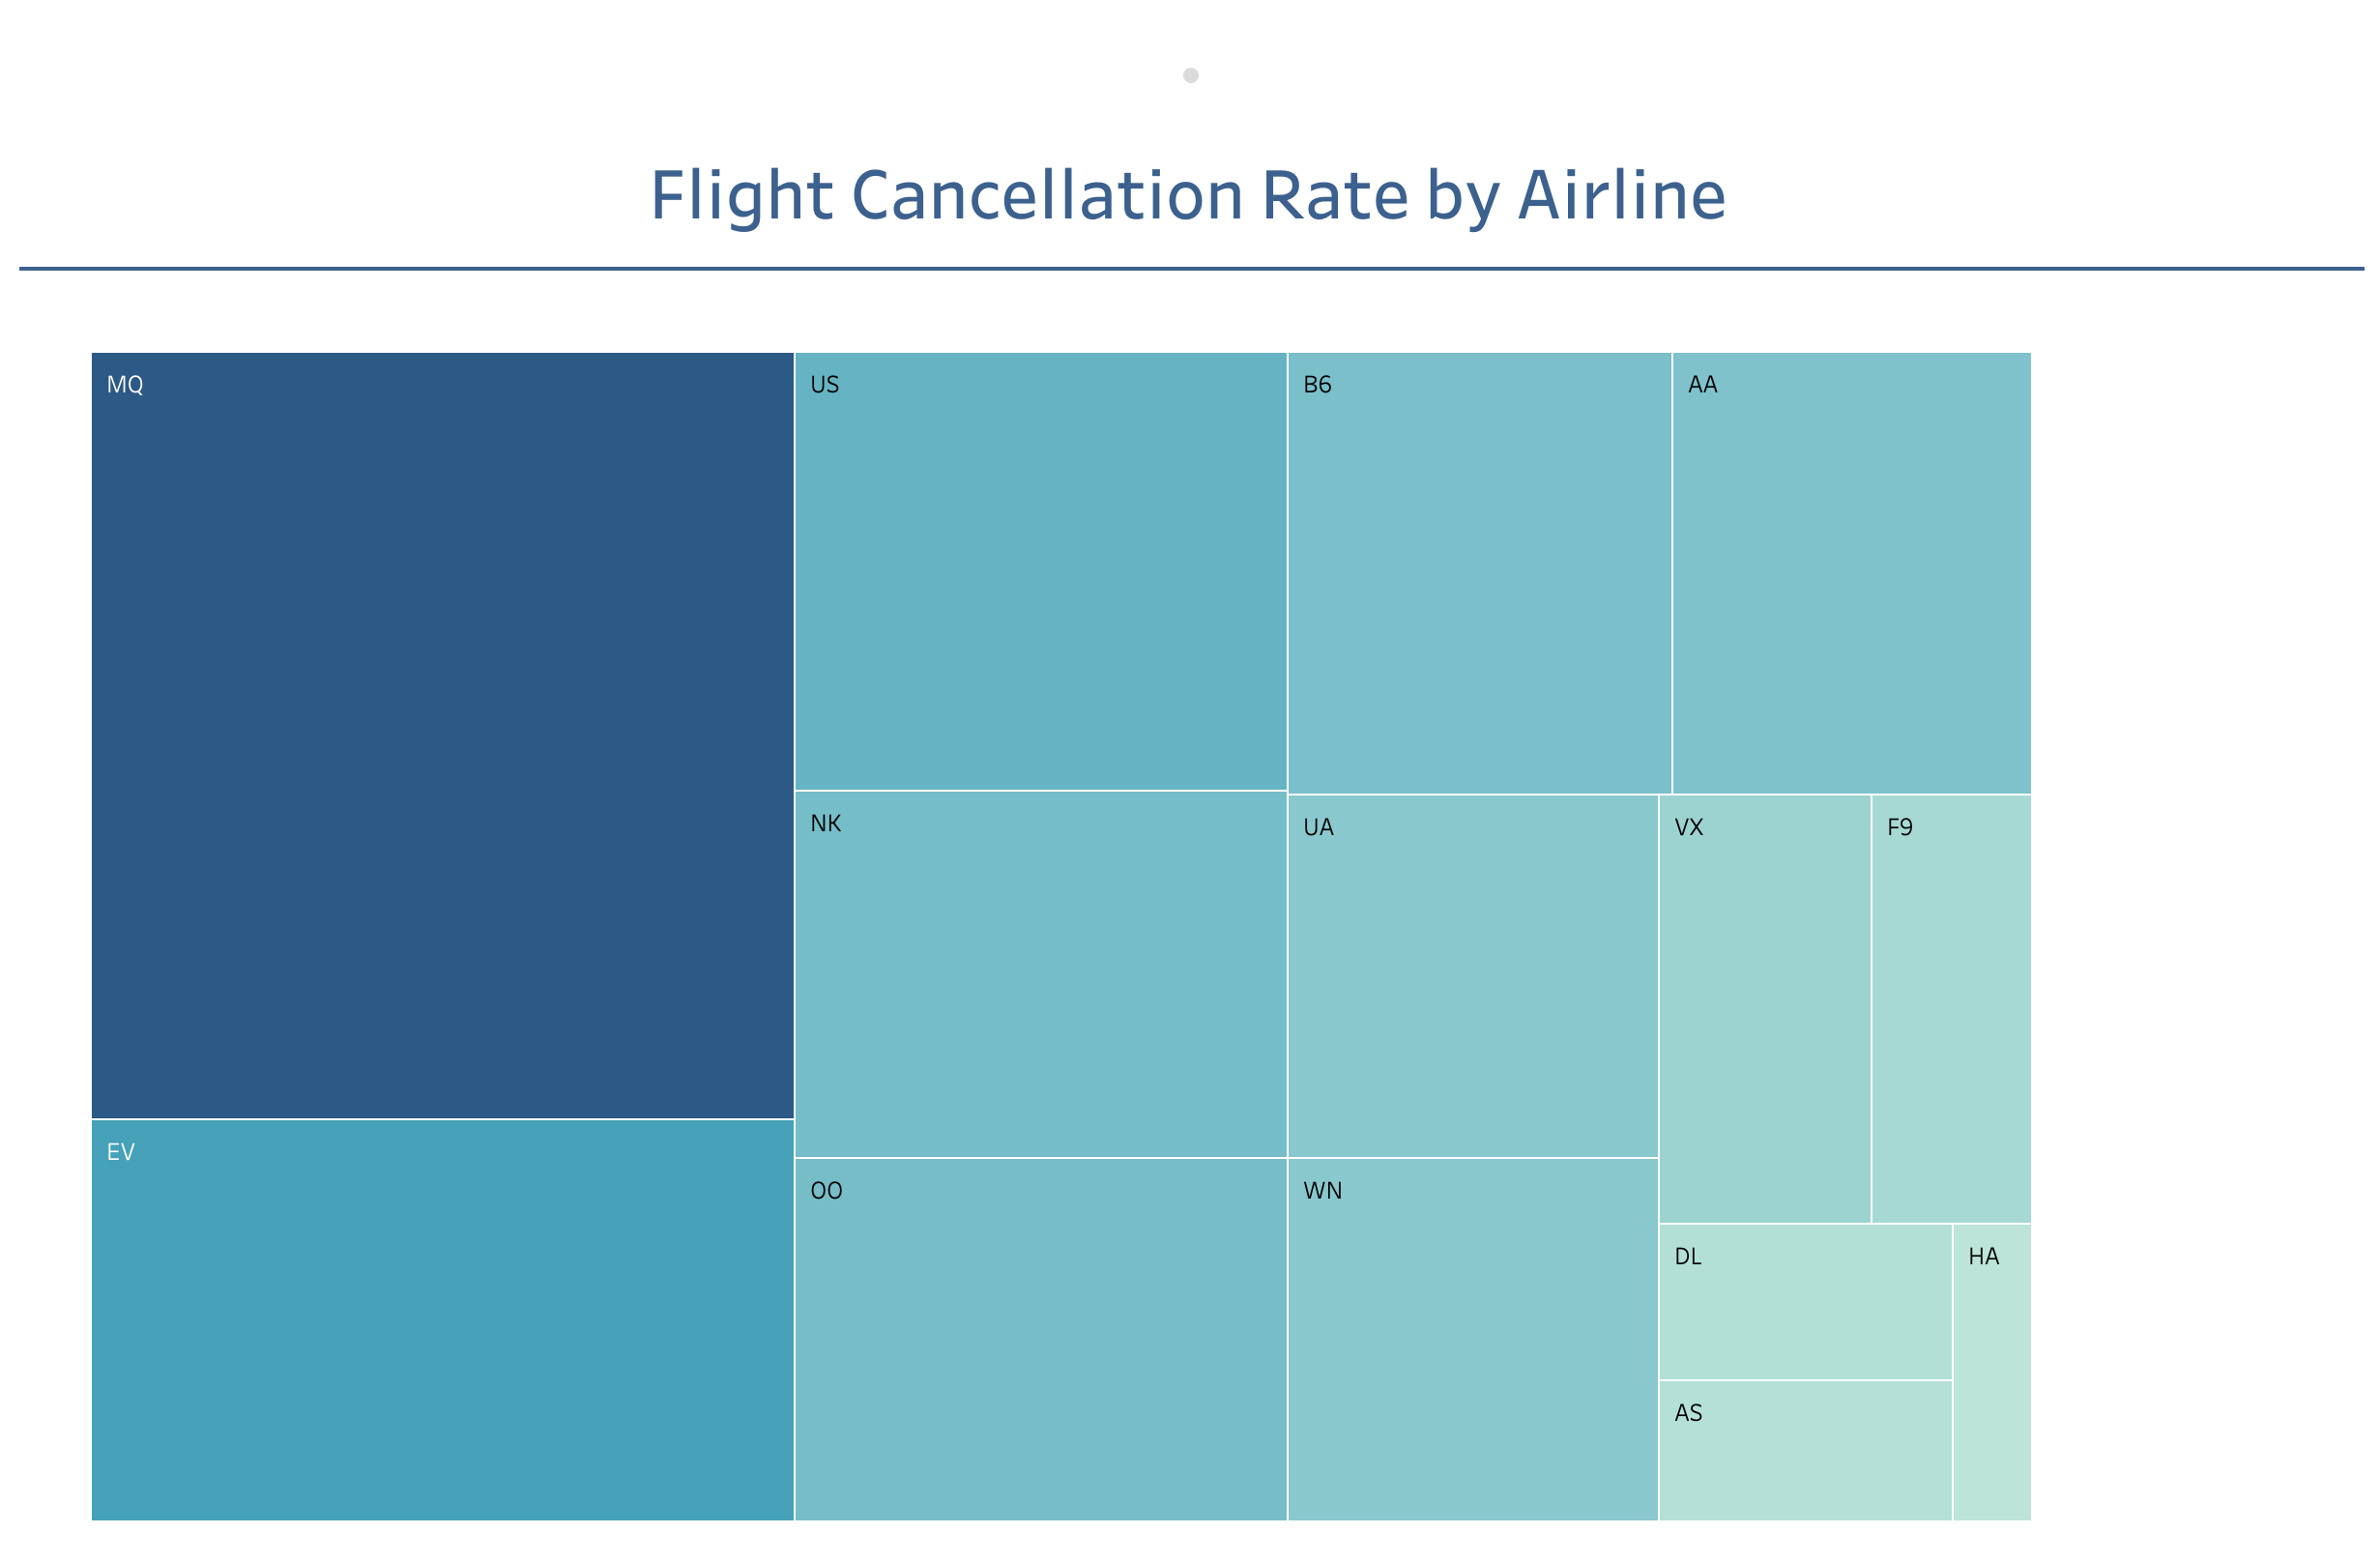 Flight Cancellation Rate by Airline
MQ
US
B6
AA
NK
UA
VX
F9
EV
OO
WN
DL
HA
AS